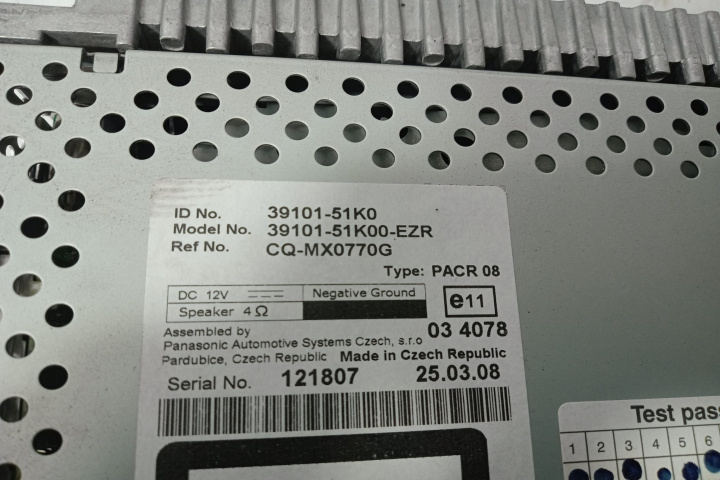 ID No. 39101-51K0
Model No. 39101-51K00-EZR
Ref No. CQ-MX0770G
Type: PACR 08
DC 12V Negative Ground
Speaker 4Ω
e11
Assembled by 03 4078
Panasonic Automotive Systems Czech, s.r.o
Pardubice, Czech Republic Made in Czech Republic
Serial No. 121807 25.03.08
Test pas
1 2 3 4 5 6